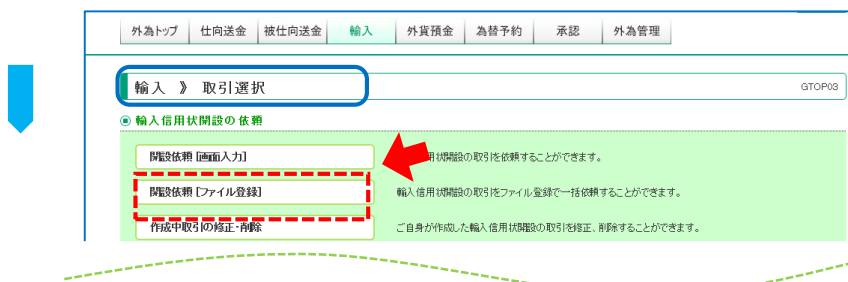 外為トップ 仕向送金 被仕向送金 輸入 外貨預金 為替予約 承認 外為管理
輸入 》 取引選択 GTOP03
輸入信用状開設の依頼
開設依頼[画面入力] 用状開設の取引を依頼することができます。
開設依頼[ファイル登録] 輸入信用状開設の取引をファイル登録で一括依頼することができます。
作成中取引の修正・削除 ご自身が作成した輸入信用状開設の取引を修正、削除することができます。